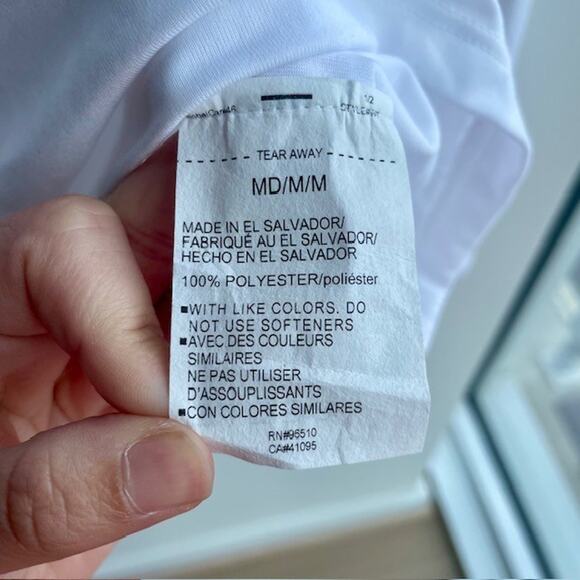 1/2
TEAR AWAY
MD/M/M
MADE IN EL SALVADOR/
FABRIQUÉ AU EL SALVADOR/
HECHO EN EL SALVADOR
100% POLYESTER/poliéster
■WITH LIKE COLORS. DO
NOT USE SOFTENERS
■AVEC DES COULEURS
SIMILAIRES
NE PAS UTILISER
D'ASSOUPLISSANTS
■CON COLORES SIMILARES
RN#96510
CA#41095